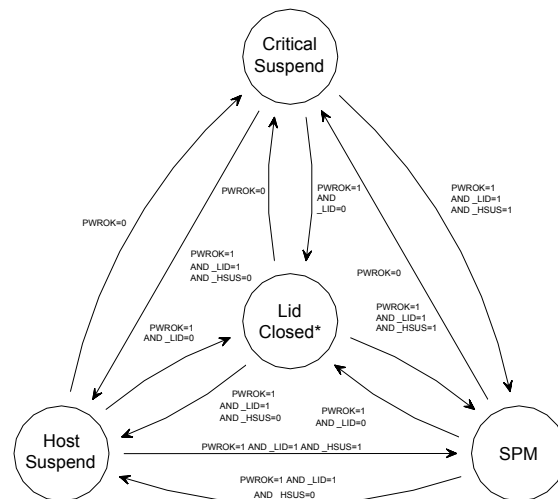 Critical
Suspend
PWROK=0
PWROK=1
AND
_LID=0
PWROK=1
AND _LID=1
AND _HSUS=1
PWROK=0
PWROK=1
AND _LID=1
AND _HSUS=0
PWROK=0
Lid
Closed*
PWROK=1
AND _LID=1
AND _HSUS=1
PWROK=1
AND _LID=0
PWROK=1
AND _LID=1
AND _HSUS=0
PWROK=1
AND _LID=0
Host
Suspend
PWROK=1 AND _LID=1 AND _HSUS=1
SPM
PWROK=1 AND _LID=1
AND _HSUS=0